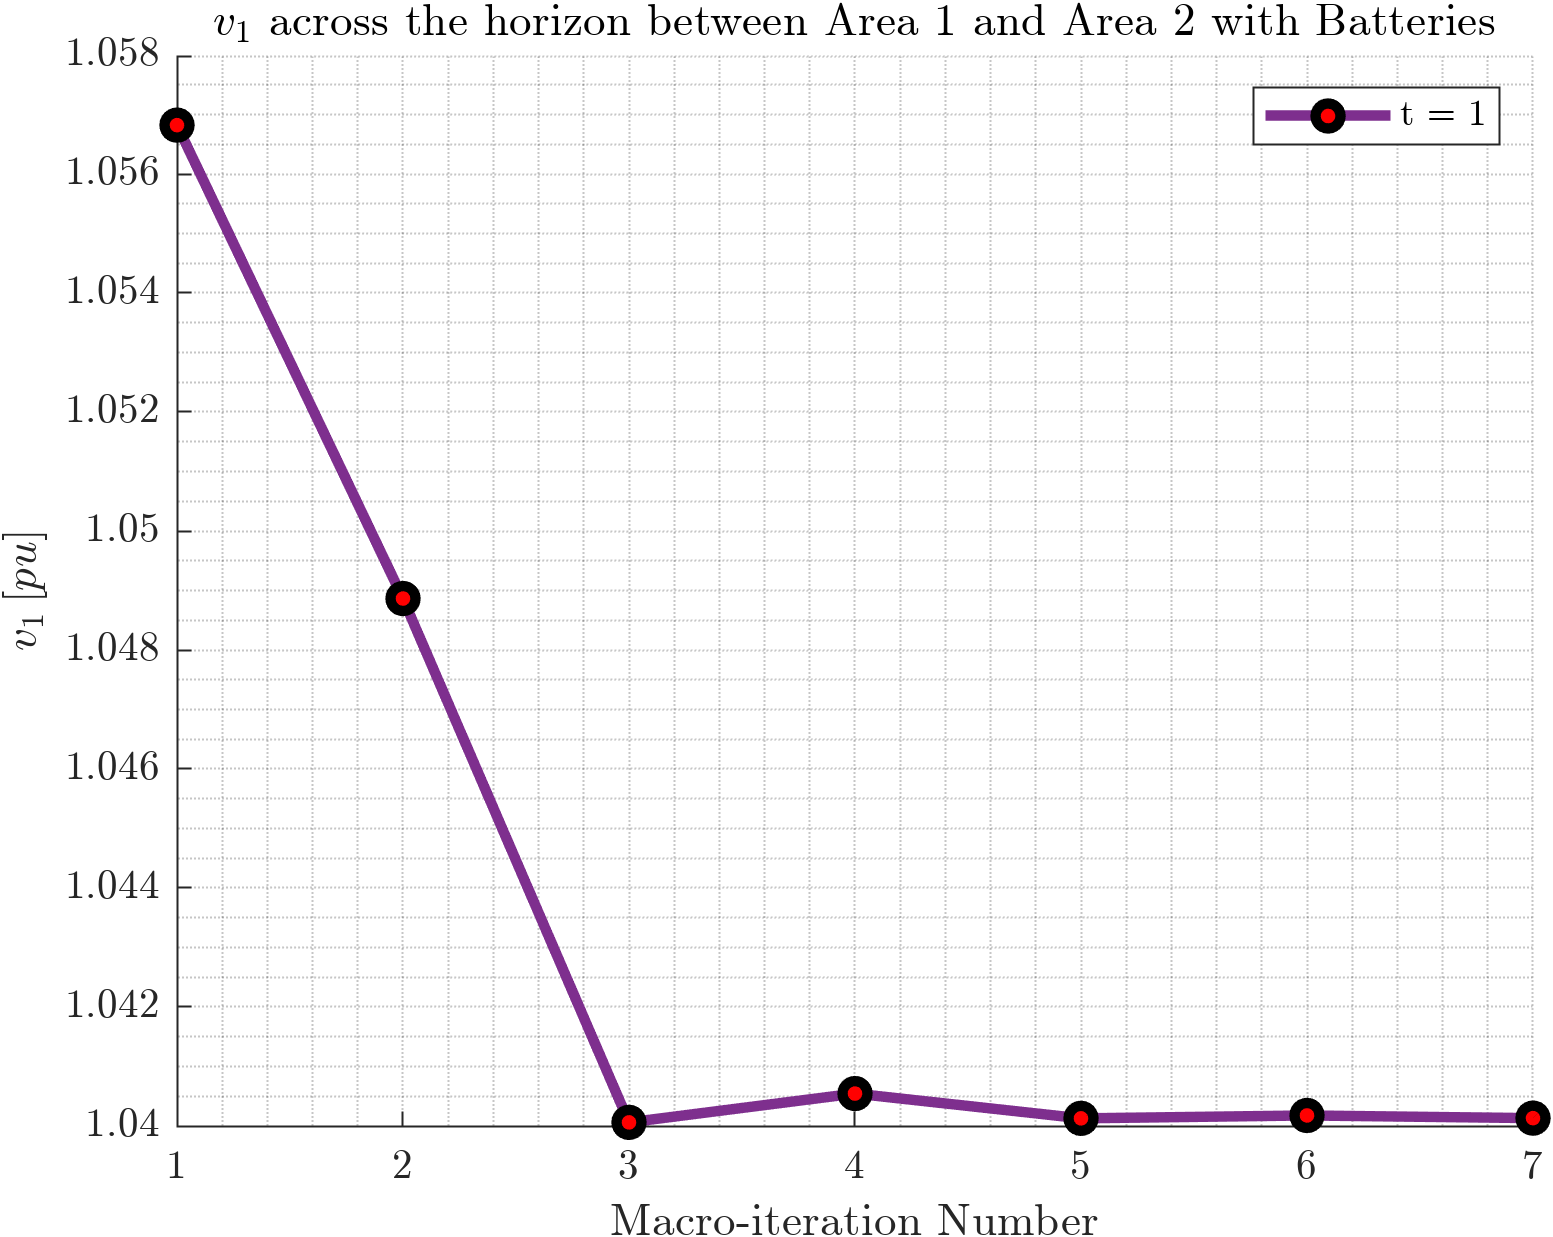 v₁ across the horizon between Area 1 and Area 2 with Batteries
t = 1
1.058
1.056
1.054
1.052
1.05
1.048
1.046
1.044
1.042
1.04
v₁ [pu]
1 2 3 4 5 6 7
Macro-iteration Number